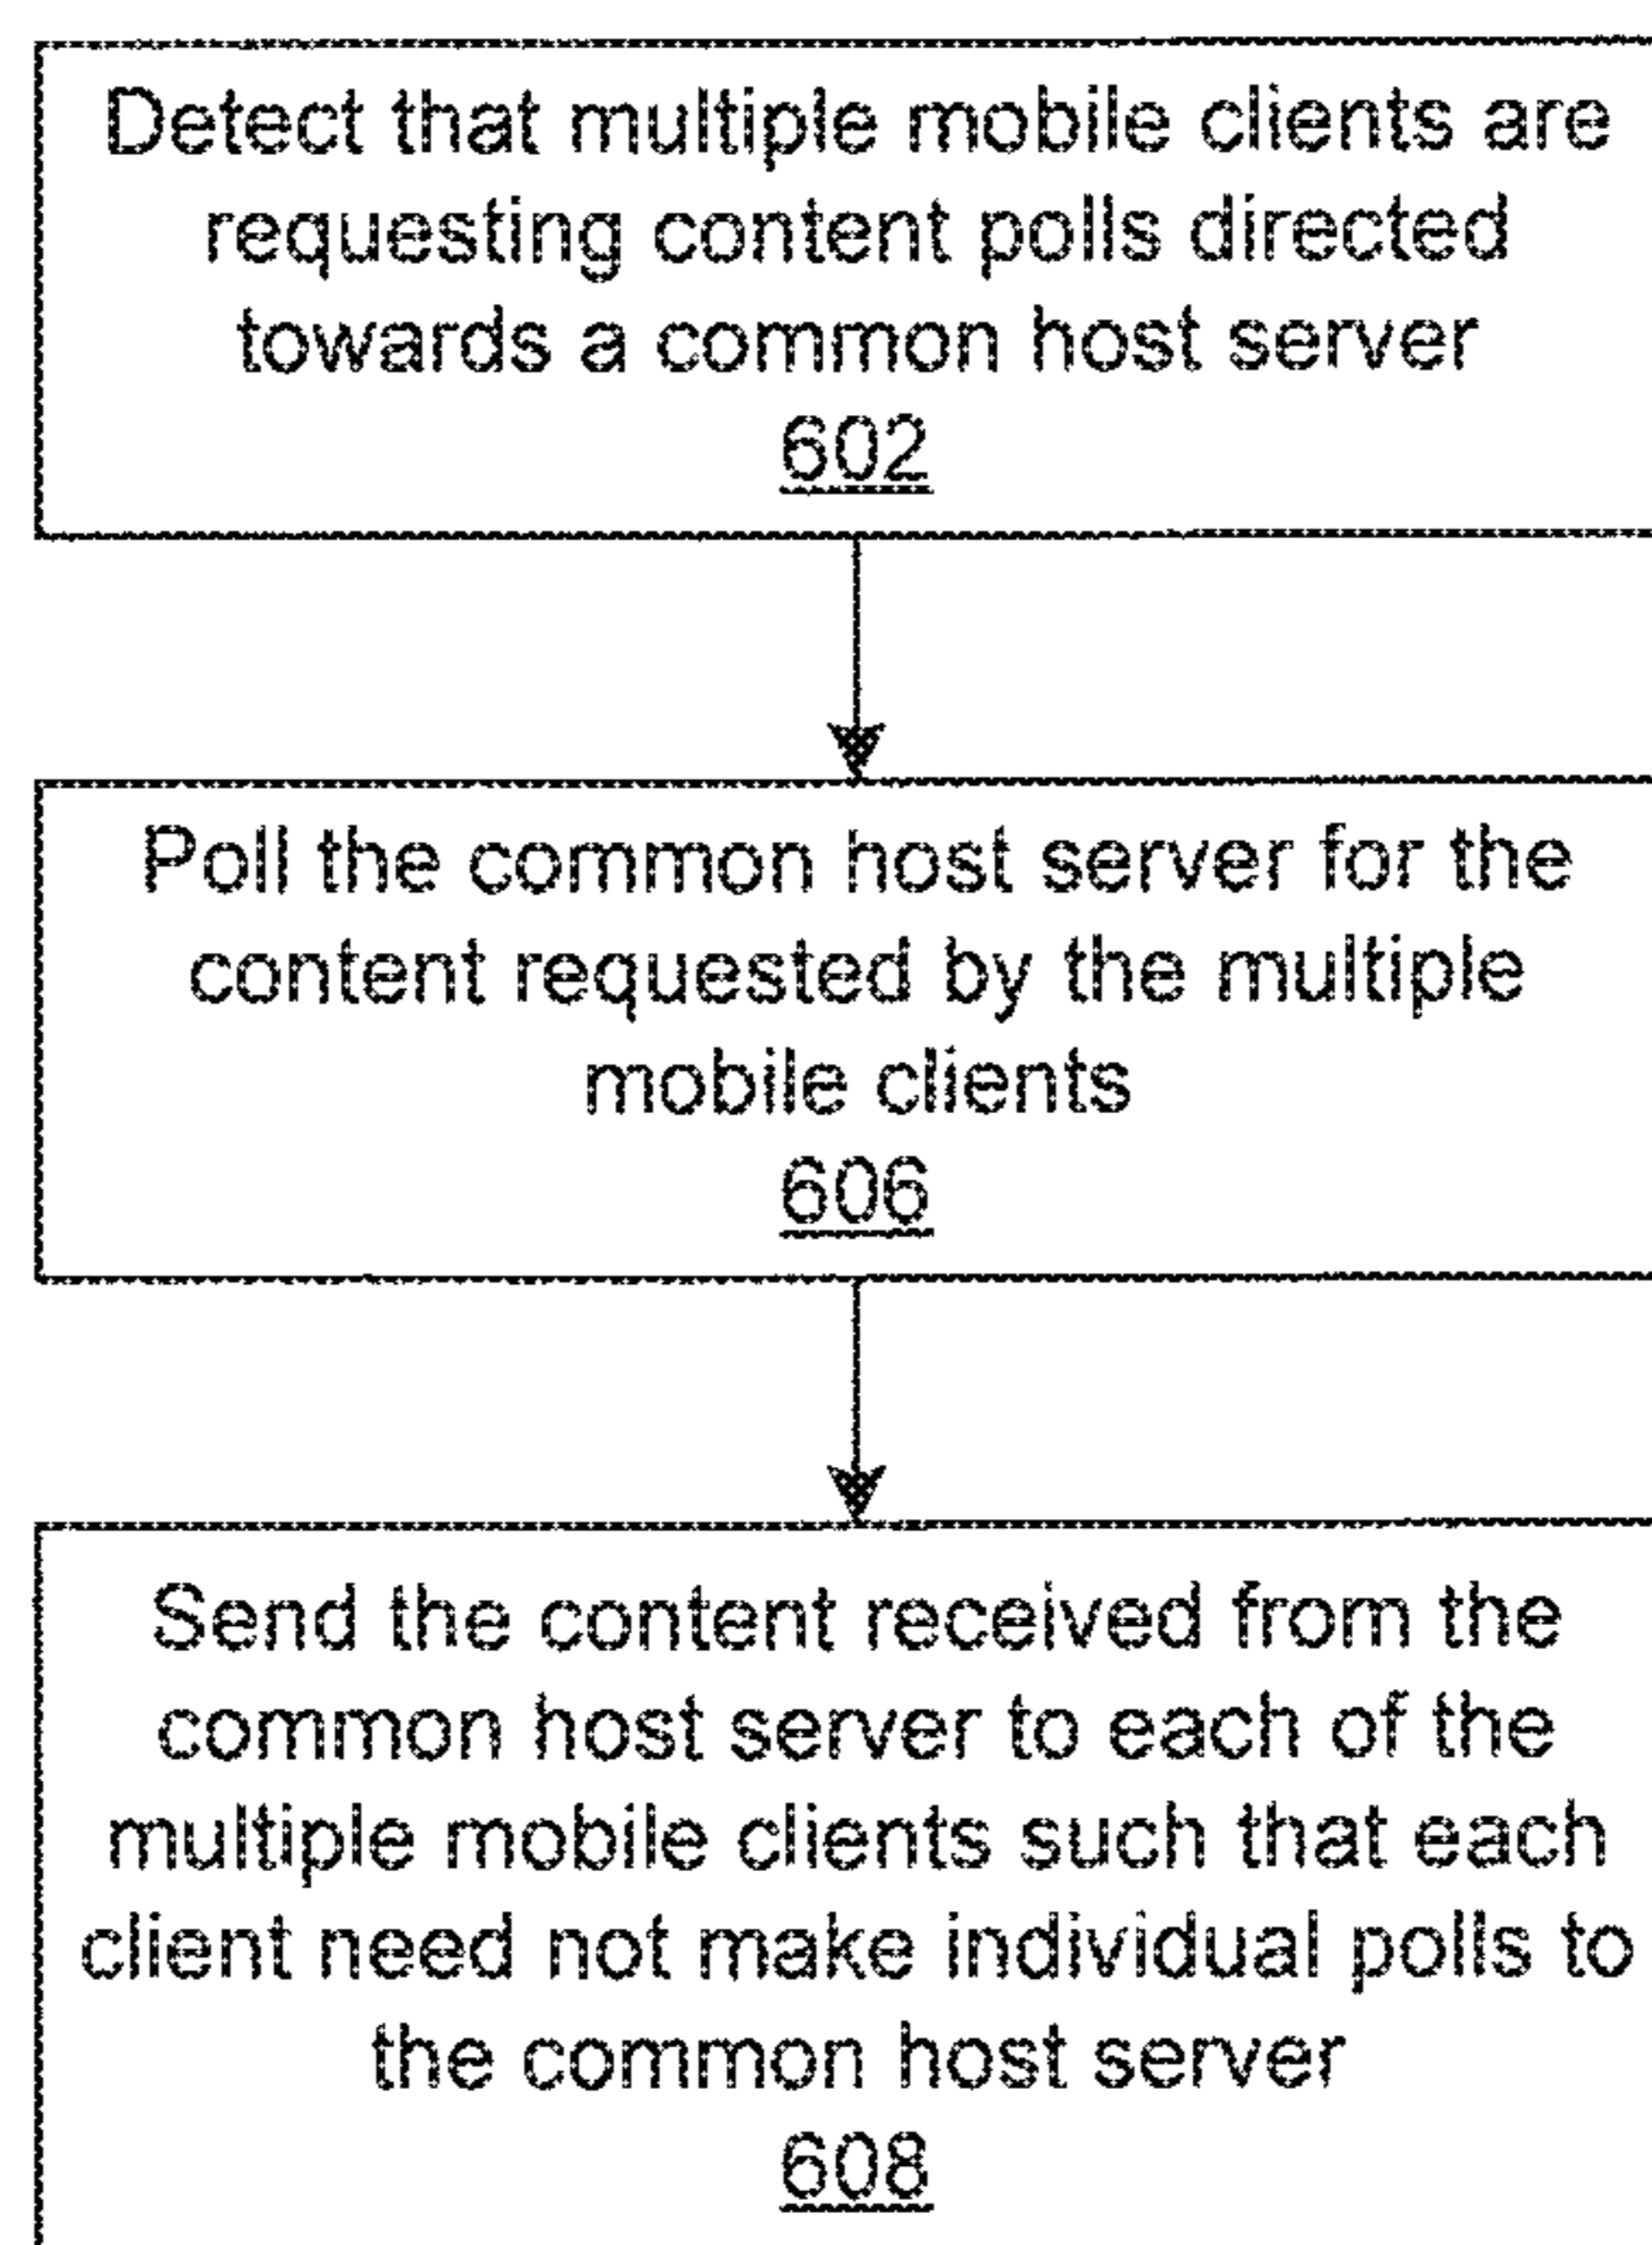 Detect that multiple mobile clients are
requesting content polls directed
towards a common host server
602
Poll the common host server for the
content requested by the multiple
mobile clients
606
Send the content received from the
common host server to each of the
multiple mobile clients such that each
client need not make individual polls to
the common host server
608